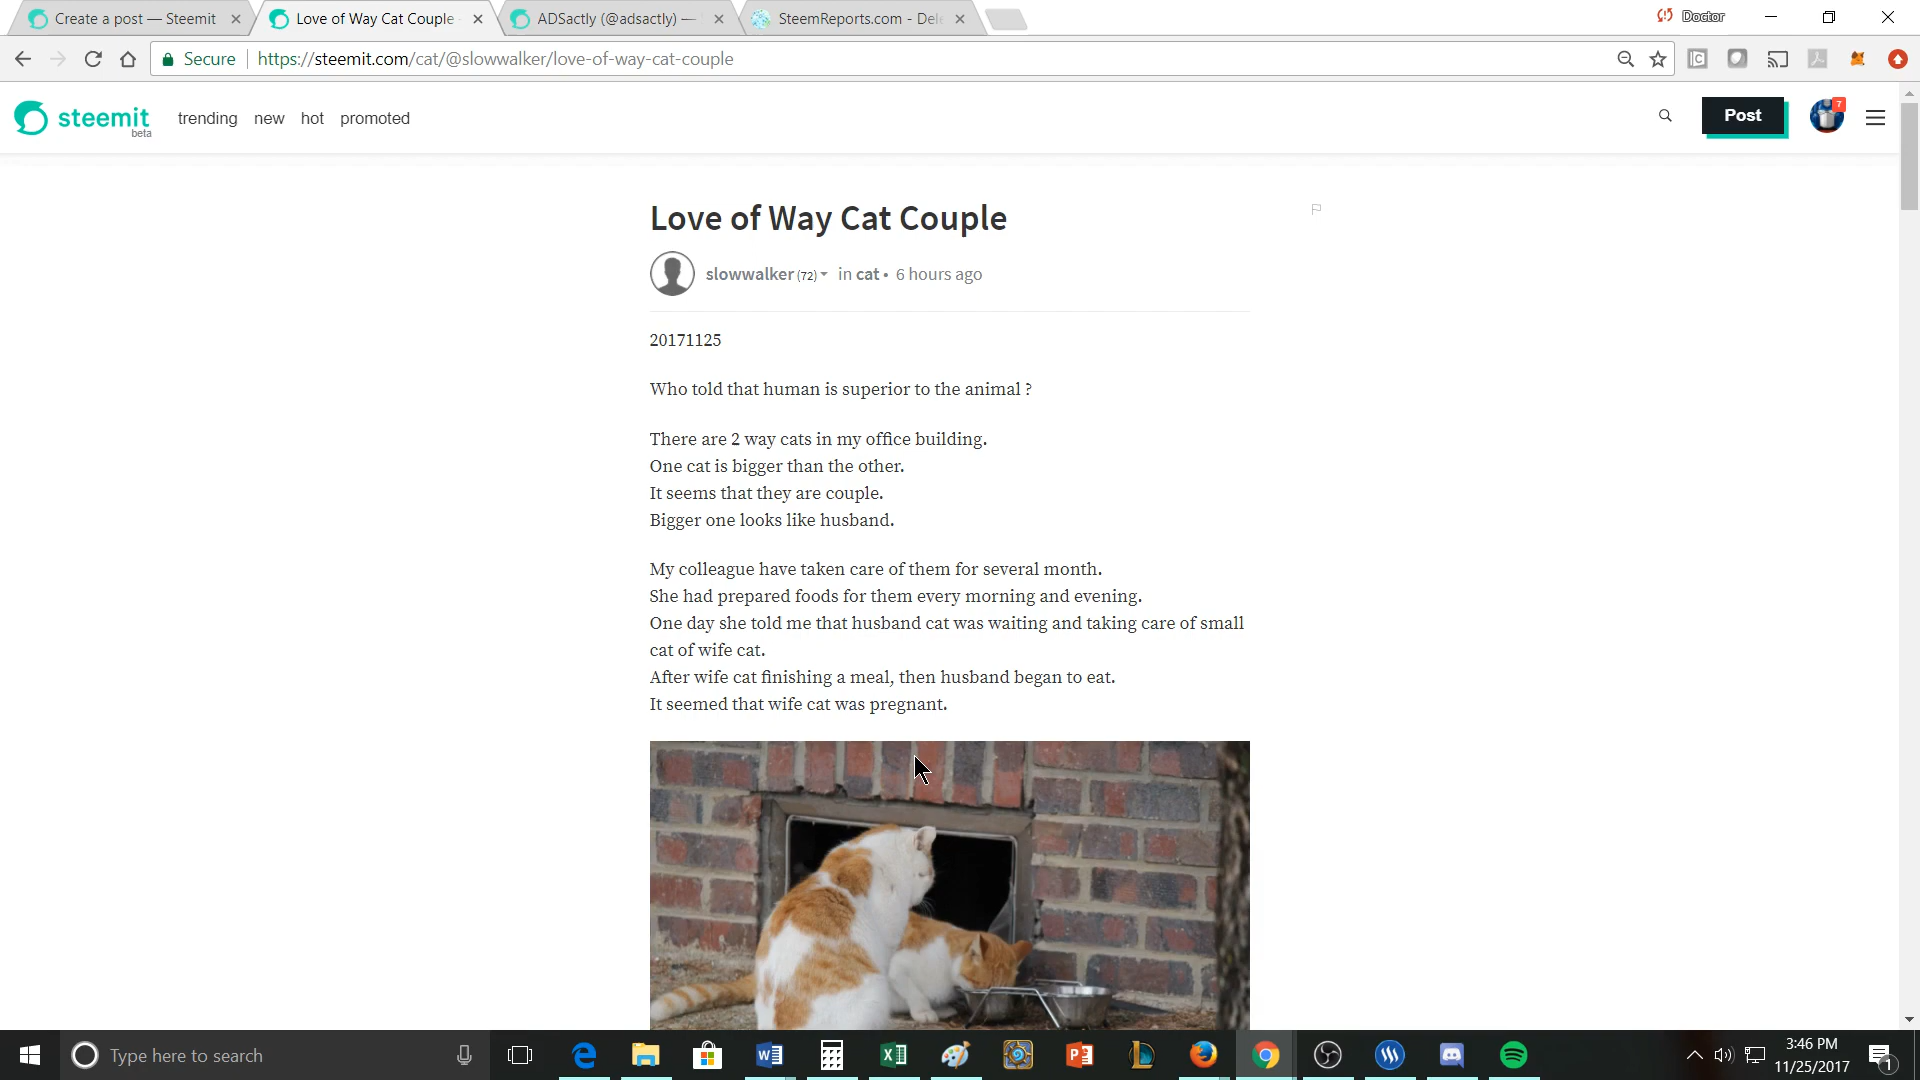 Create a post — Steemit
Love of Way Cat Couple
ADSactly (@adsactly) —
SteemReports.com - Dele
Doctor
Secure
https://steemit.com/cat/@slowwalker/love-of-way-cat-couple
steemit
beta
trending new hot promoted
Post
7
Love of Way Cat Couple
slowwalker (72) in cat • 6 hours ago
20171125
Who told that human is superior to the animal ?
There are 2 way cats in my office building.
One cat is bigger than the other.
It seems that they are couple.
Bigger one looks like husband.
My colleague have taken care of them for several month.
She had prepared foods for them every morning and evening.
One day she told me that husband cat was waiting and taking care of small
cat of wife cat.
After wife cat finishing a meal, then husband began to eat.
It seemed that wife cat was pregnant.
Type here to search
3:46 PM
11/25/2017
1